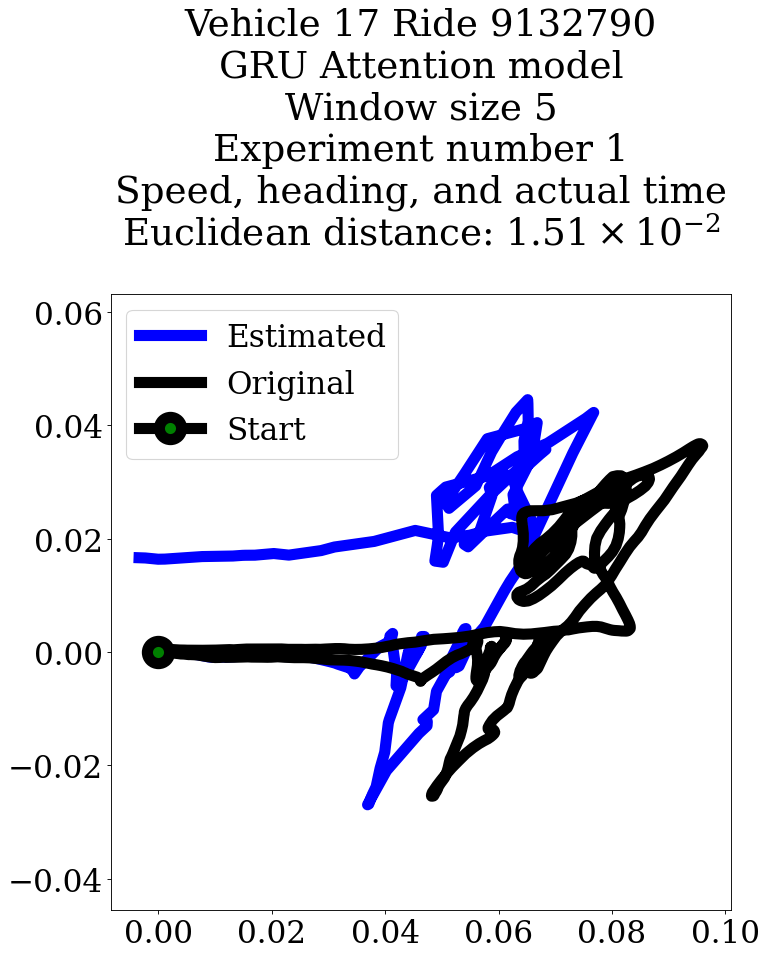 Vehicle 17 Ride 9132790
GRU Attention model
Window size 5
Experiment number 1
Speed, heading, and actual time
Euclidean distance: 1.51 × 10⁻²
0.06
0.04
0.02
0.00
−0.02
−0.04
Estimated
Original
Start
0.00 0.02 0.04 0.06 0.08 0.10